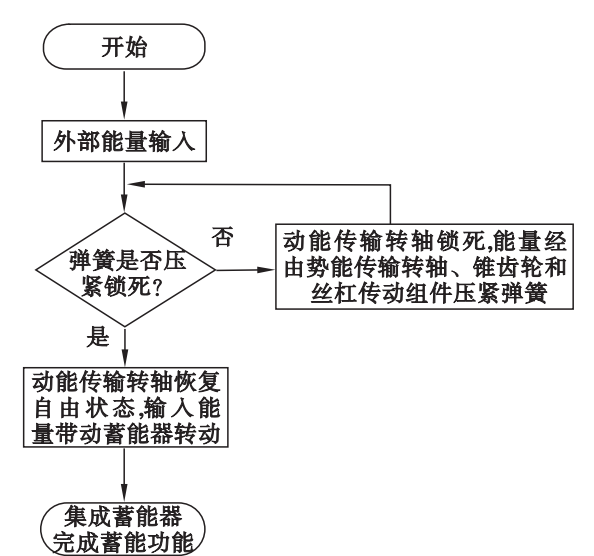 开始
外部能量输入
弹簧是否压
紧锁死?
否
动能传输转轴锁死,能量经
由势能传输转轴、锥齿轮和
丝杠传动组件压紧弹簧
是
动能传输转轴恢复
自由状态,输入能
量带动蓄能器转动
集成蓄能器
完成蓄能功能